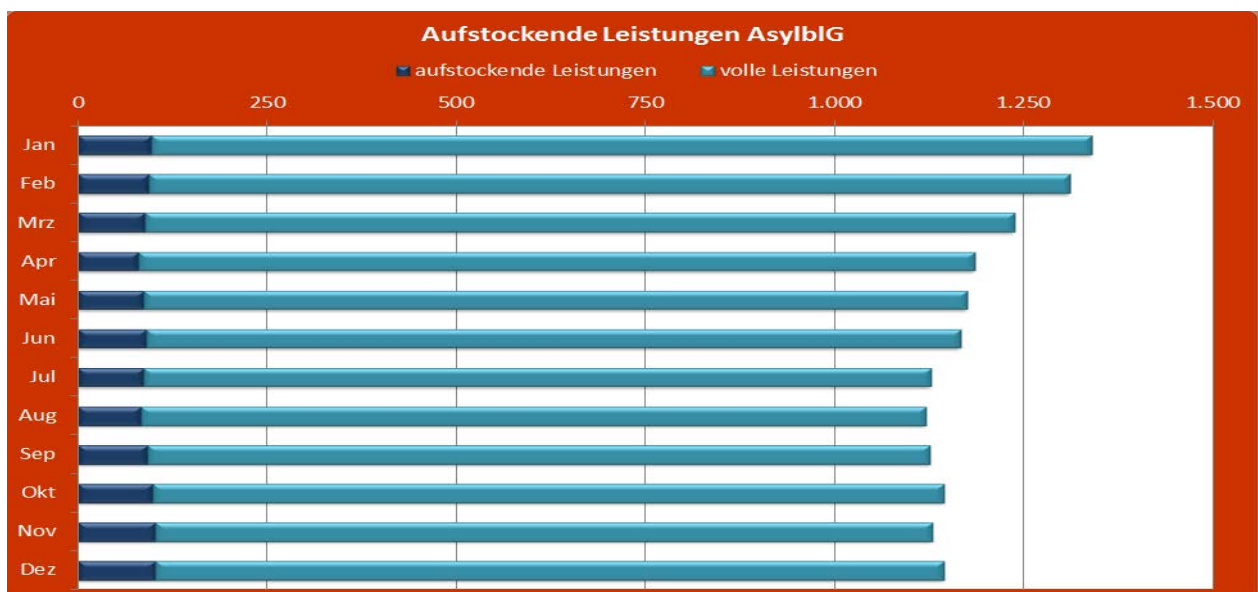 Aufstockende Leistungen AsylblG
aufstockende Leistungen volle Leistungen
0 250 500 750 1.000 1.250 1.500
Jan
Feb
Mrz
Apr
Mai
Jun
Jul
Aug
Sep
Okt
Nov
Dez